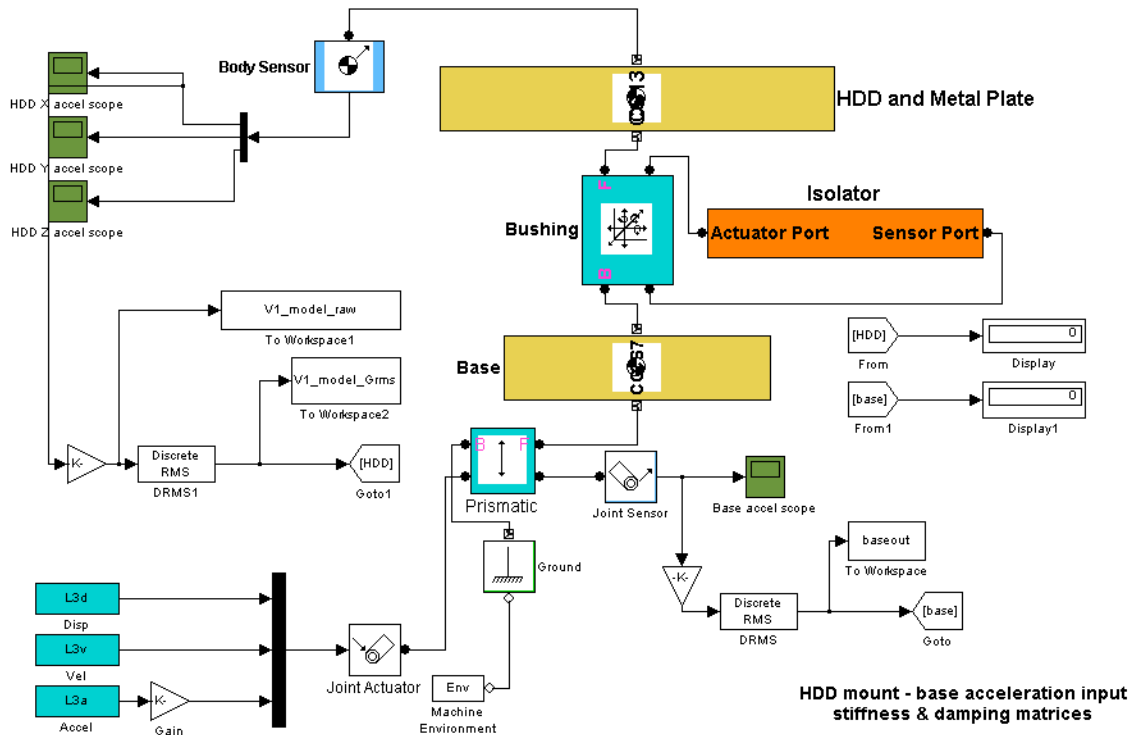 Body Sensor
HDD X accel scope
HDD Y accel scope
HDD Z accel scope
HDD and Metal Plate
F
B
Bushing
Isolator
Actuator Port
Sensor Port
V1_model_raw
To Workspace1
V1_model_Grms
To Workspace2
K-
Discrete
RMS
DRMS1
[HDD]
Goto1
Base
[HDD]
From
0
Display
[base]
From1
0
Display1
B
F
Prismatic
Joint Sensor
Base accel scope
Ground
-K-
baseout
To Workspace
Discrete
RMS
DRMS
[base]
Goto
L3d
Disp
L3v
Vel
L3a
Accel
K-
Gain
Joint Actuator
Env
Machine
Environment
HDD mount - base acceleration input
stiffness & damping matrices